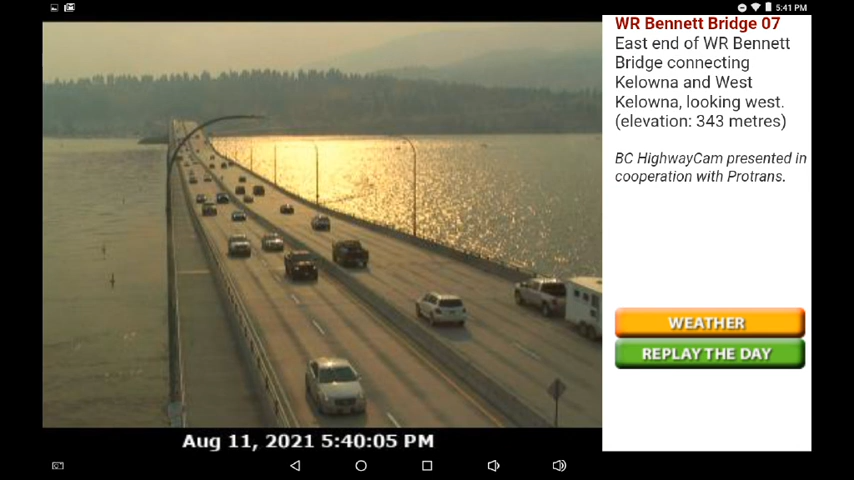 5:41 PM
WR Bennett Bridge 07
East end of WR Bennett
Bridge connecting
Kelowna and West
Kelowna, looking west.
(elevation: 343 metres)
BC HighwayCam presented in
cooperation with Protrans.
WEATHER
REPLAY THE DAY
Aug 11, 2021 5:40:05 PM